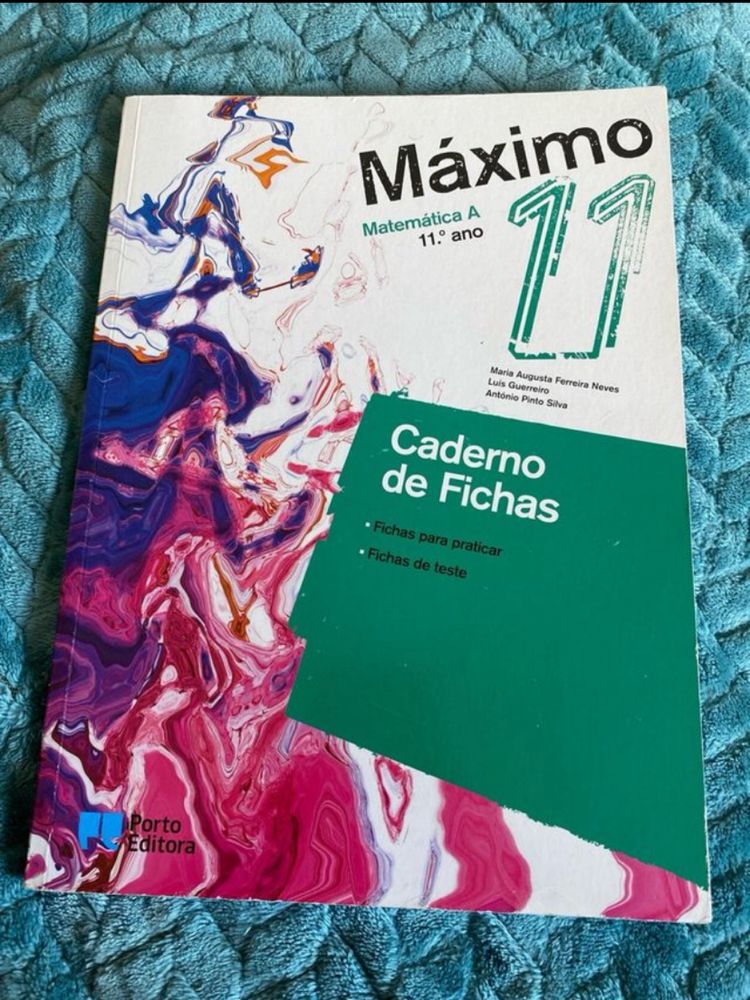 Máximo
Matemática A
11.º ano
11
Maria Augusta Ferreira Neves
Luís Guerreiro
António Pinto Silva
Caderno
de Fichas
• Fichas para praticar
• Fichas de teste
Porto
Editora